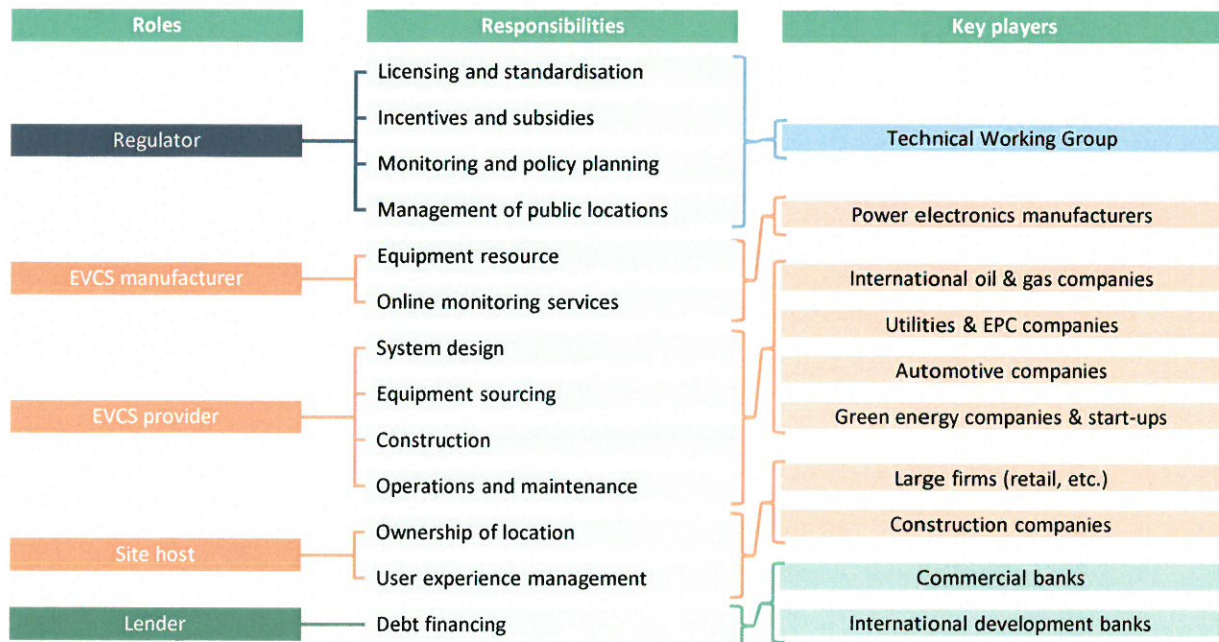 Roles
Responsibilities
Key players
Regulator
Licensing and standardisation
Incentives and subsidies
Monitoring and policy planning
Management of public locations
Technical Working Group
EVCS manufacturer
Equipment resource
Online monitoring services
Power electronics manufacturers
EVCS provider
System design
Equipment sourcing
Construction
Operations and maintenance
International oil & gas companies
Utilities & EPC companies
Automotive companies
Green energy companies & start-ups
Site host
Ownership of location
User experience management
Large firms (retail, etc.)
Construction companies
Lender
Debt financing
Commercial banks
International development banks